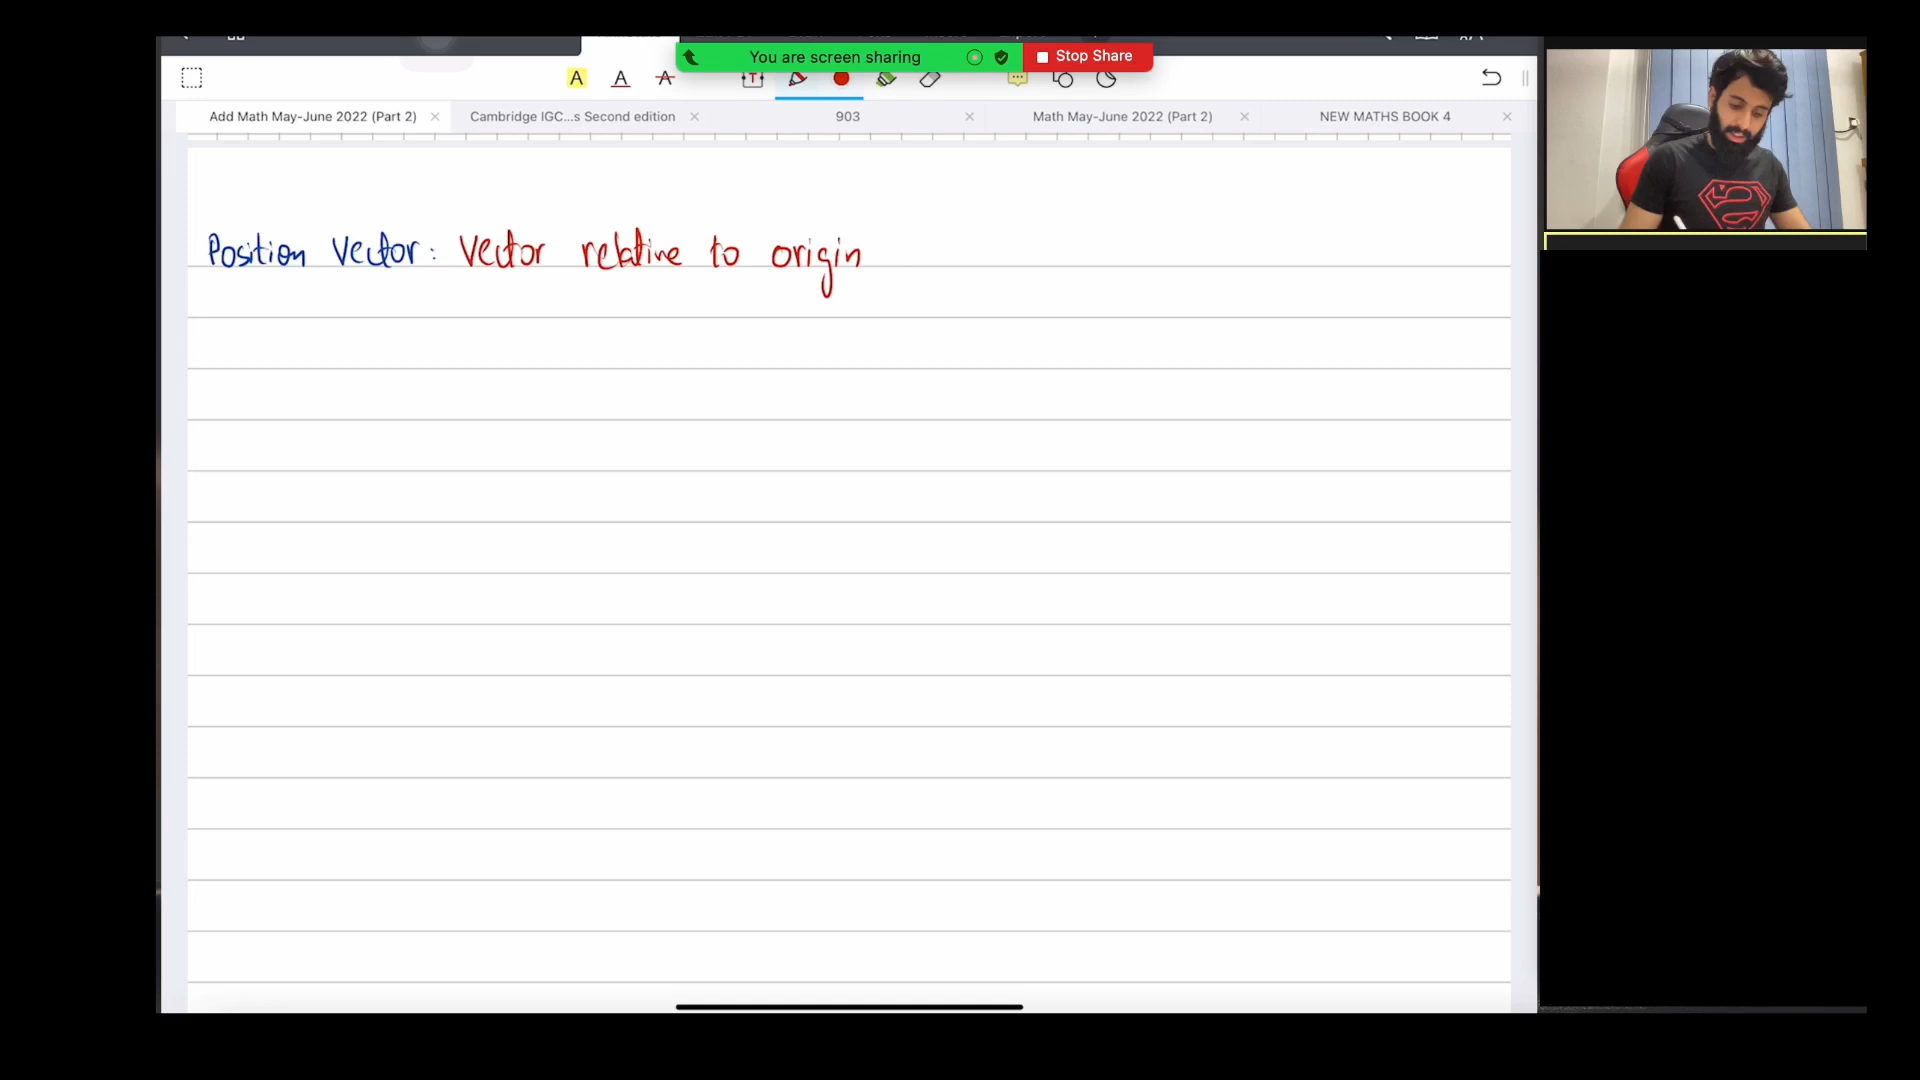 You are screen sharing
Stop Share
A A A T
Add Math May-June 2022 (Part 2)
Cambridge IGC...s Second edition
903
Math May-June 2022 (Part 2)
NEW MATHS BOOK 4
Position Vector: Vector relative to origin